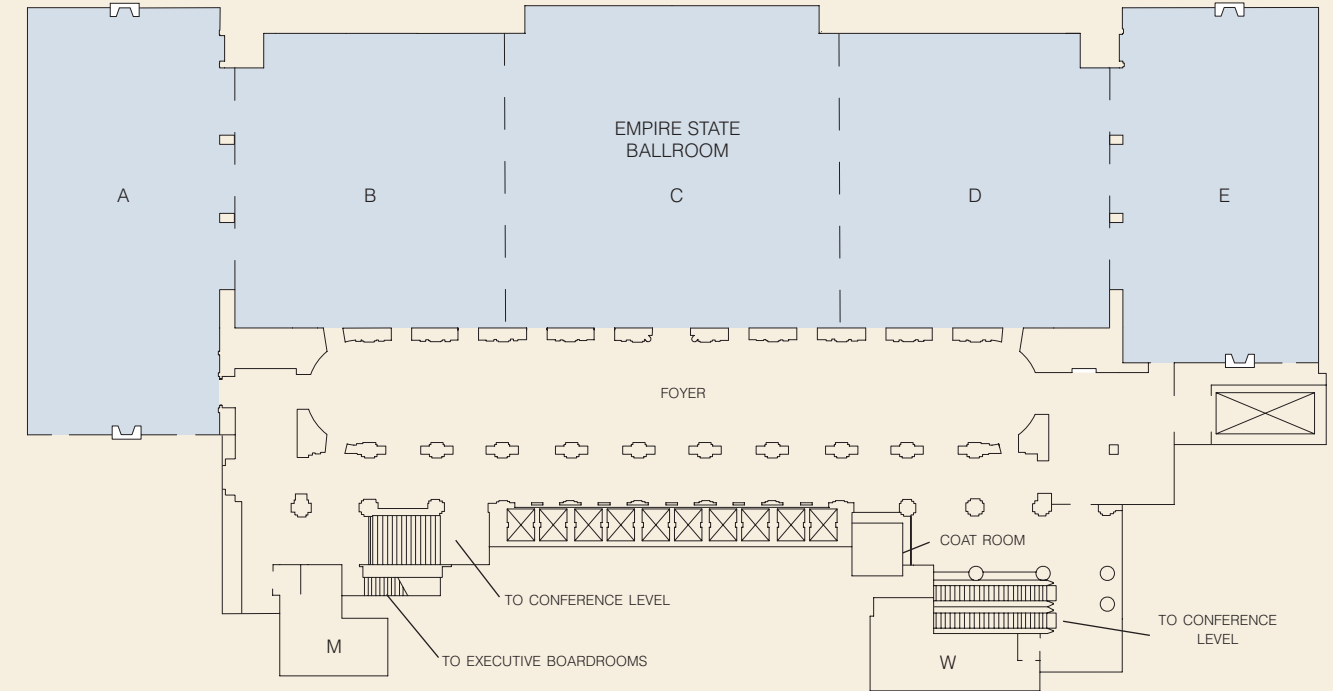 EMPIRE STATE
BALLROOM
A
B
C
D
E
FOYER
COAT ROOM
TO CONFERENCE LEVEL
TO CONFERENCE
LEVEL
M
TO EXECUTIVE BOARDROOMS
W